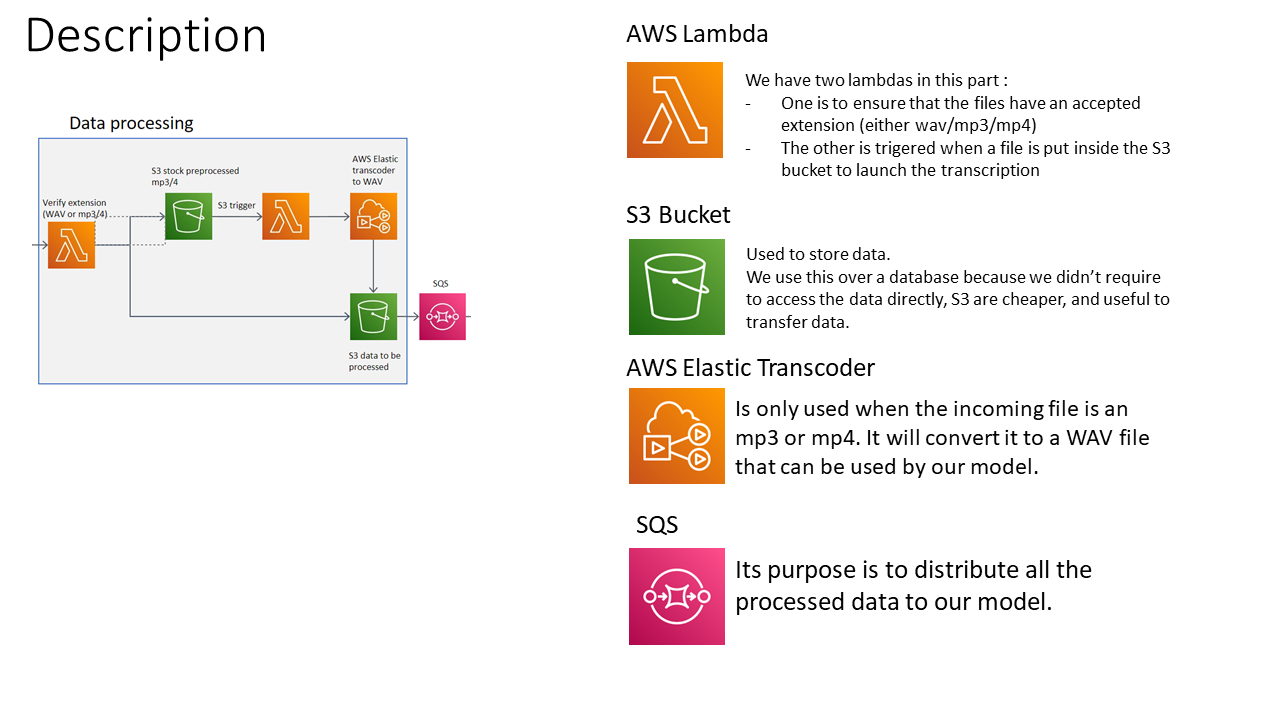 Description
Data processing
S3 stock preprocessed
mp3/4
AWS Elastic
transcoder
to WAV
Verify extension
(WAV or mp3/4)
S3 trigger
SQS
S3 data to be
processed
AWS Lambda
We have two lambdas in this part :
- One is to ensure that the files have an accepted
extension (either wav/mp3/mp4)
- The other is trigered when a file is put inside the S3
bucket to launch the transcription
S3 Bucket
Used to store data.
We use this over a database because we didn’t require
to access the data directly, S3 are cheaper, and useful to
transfer data.
AWS Elastic Transcoder
Is only used when the incoming file is an
mp3 or mp4. It will convert it to a WAV file
that can be used by our model.
SQS
Its purpose is to distribute all the
processed data to our model.